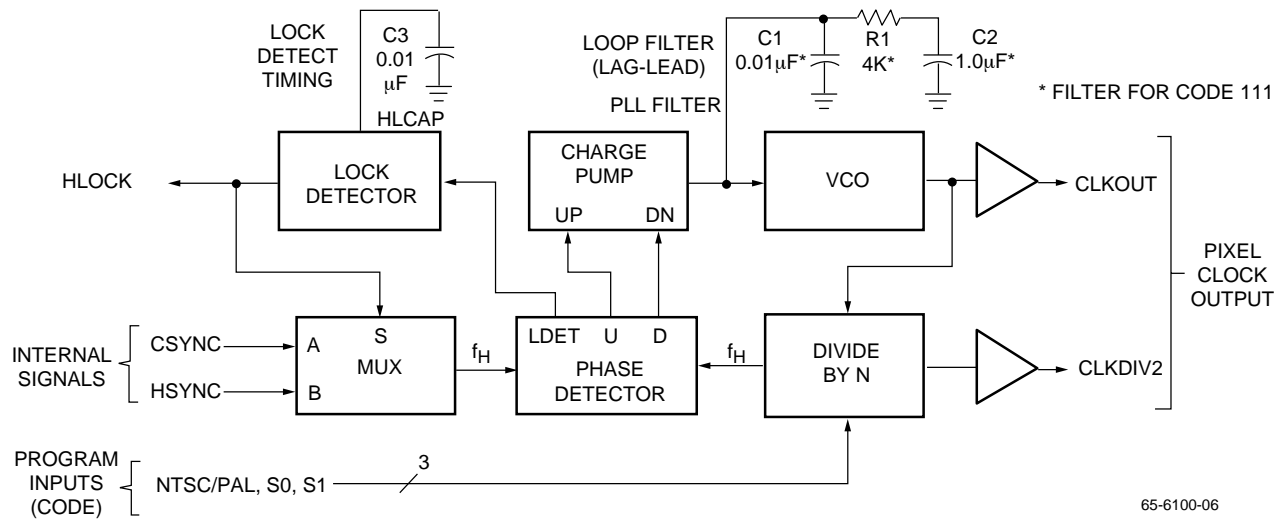 LOCK
DETECT
TIMING
C3
0.01
µF
HLCAP
LOOP FILTER
(LAG-LEAD)
PLL FILTER
C1
0.01µF*
R1
4K*
C2
1.0µF*
* FILTER FOR CODE 111
HLOCK
LOCK
DETECTOR
CHARGE
PUMP
UP
DN
VCO
CLKOUT
PIXEL
CLOCK
OUTPUT
INTERNAL
SIGNALS
CSYNC
HSYNC
A
B
S
MUX
fH
LDET
U
D
PHASE
DETECTOR
fH
DIVIDE
BY N
CLKDIV2
PROGRAM
INPUTS
(CODE)
NTSC/PAL, S0, S1
3
65-6100-06